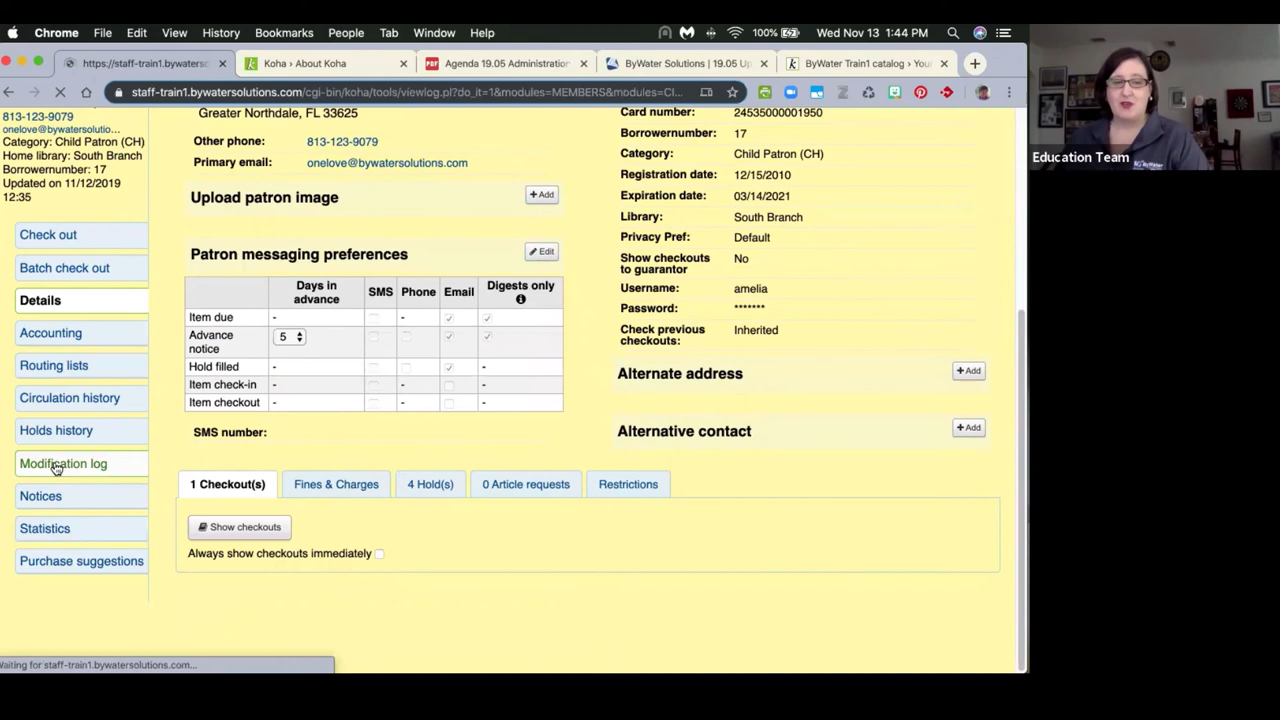 Chrome File Edit View History Bookmarks People Tab Window Help 100% Wed Nov 13 1:44 PM
https://staff-train1.bywatersc Koha › About Koha Agenda 19.05 Administration ByWater Solutions | 19.05 Up ByWater Train1 catalog › You
staff-train1.bywatersolutions.com/cgi-bin/koha/tools/viewlog.pl?do_it=1&modules=MEMBERS&modules=CI...
813-123-9079
onelove@bywatersolutio...
Category: Child Patron (CH)
Home library: South Branch
Borrowernumber: 17
Updated on 11/12/2019
12:35
Check out
Batch check out
Details
Accounting
Routing lists
Circulation history
Holds history
Modification log
Notices
Statistics
Purchase suggestions
Greater Northdale, FL 33625
Other phone: 813-123-9079
Primary email: onelove@bywatersolutions.com
Upload patron image + Add
Patron messaging preferences Edit
Days in advance SMS Phone Email Digests only
Item due - -
Advance notice 5
Hold filled - -
Item check-in - - -
Item checkout - - -
SMS number:
Card number: 24535000001950
Borrowernumber: 17
Category: Child Patron (CH)
Registration date: 12/15/2010
Expiration date: 03/14/2021
Library: South Branch
Privacy Pref: Default
Show checkouts to guarantor No
Username: amelia
Password: *******
Check previous checkouts: Inherited
Alternate address + Add
Alternative contact + Add
1 Checkout(s) Fines & Charges 4 Hold(s) 0 Article requests Restrictions
Show checkouts
Always show checkouts immediately
Waiting for staff-train1.bywatersolutions.com...
Education Team